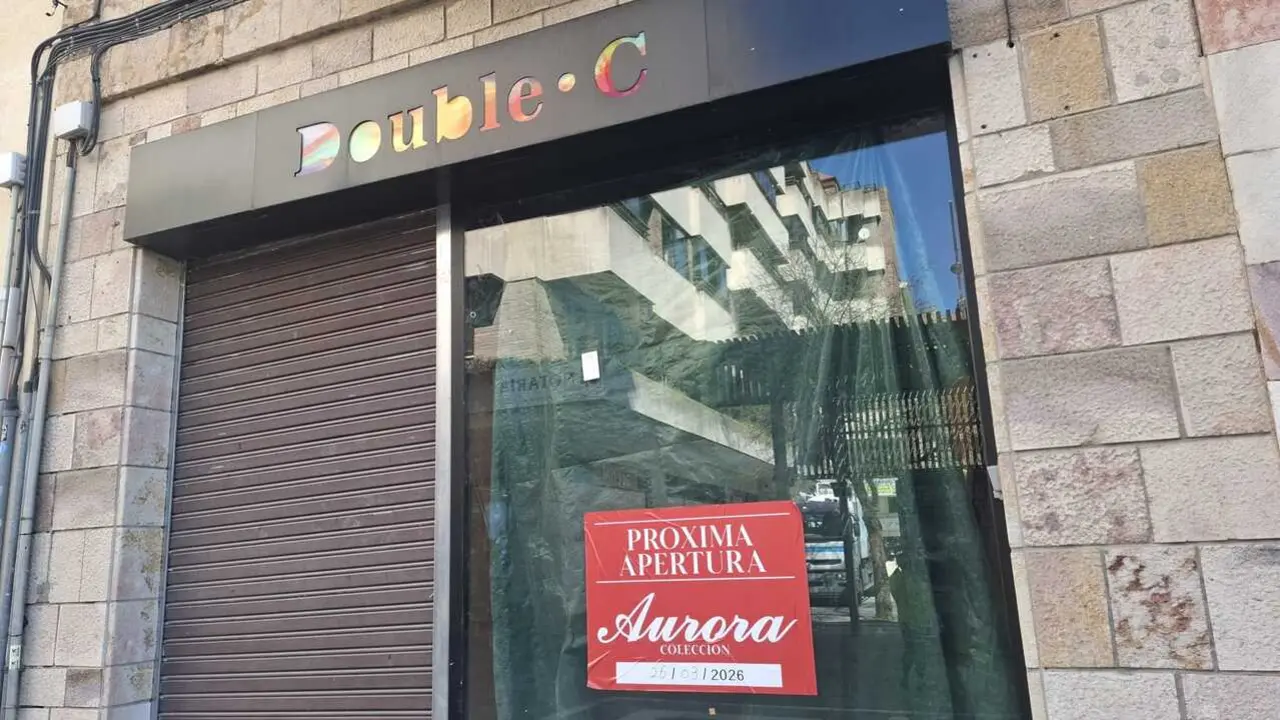 Double·C
PROXIMA
APERTURA
Aurora
COLECCION
26/03/2026